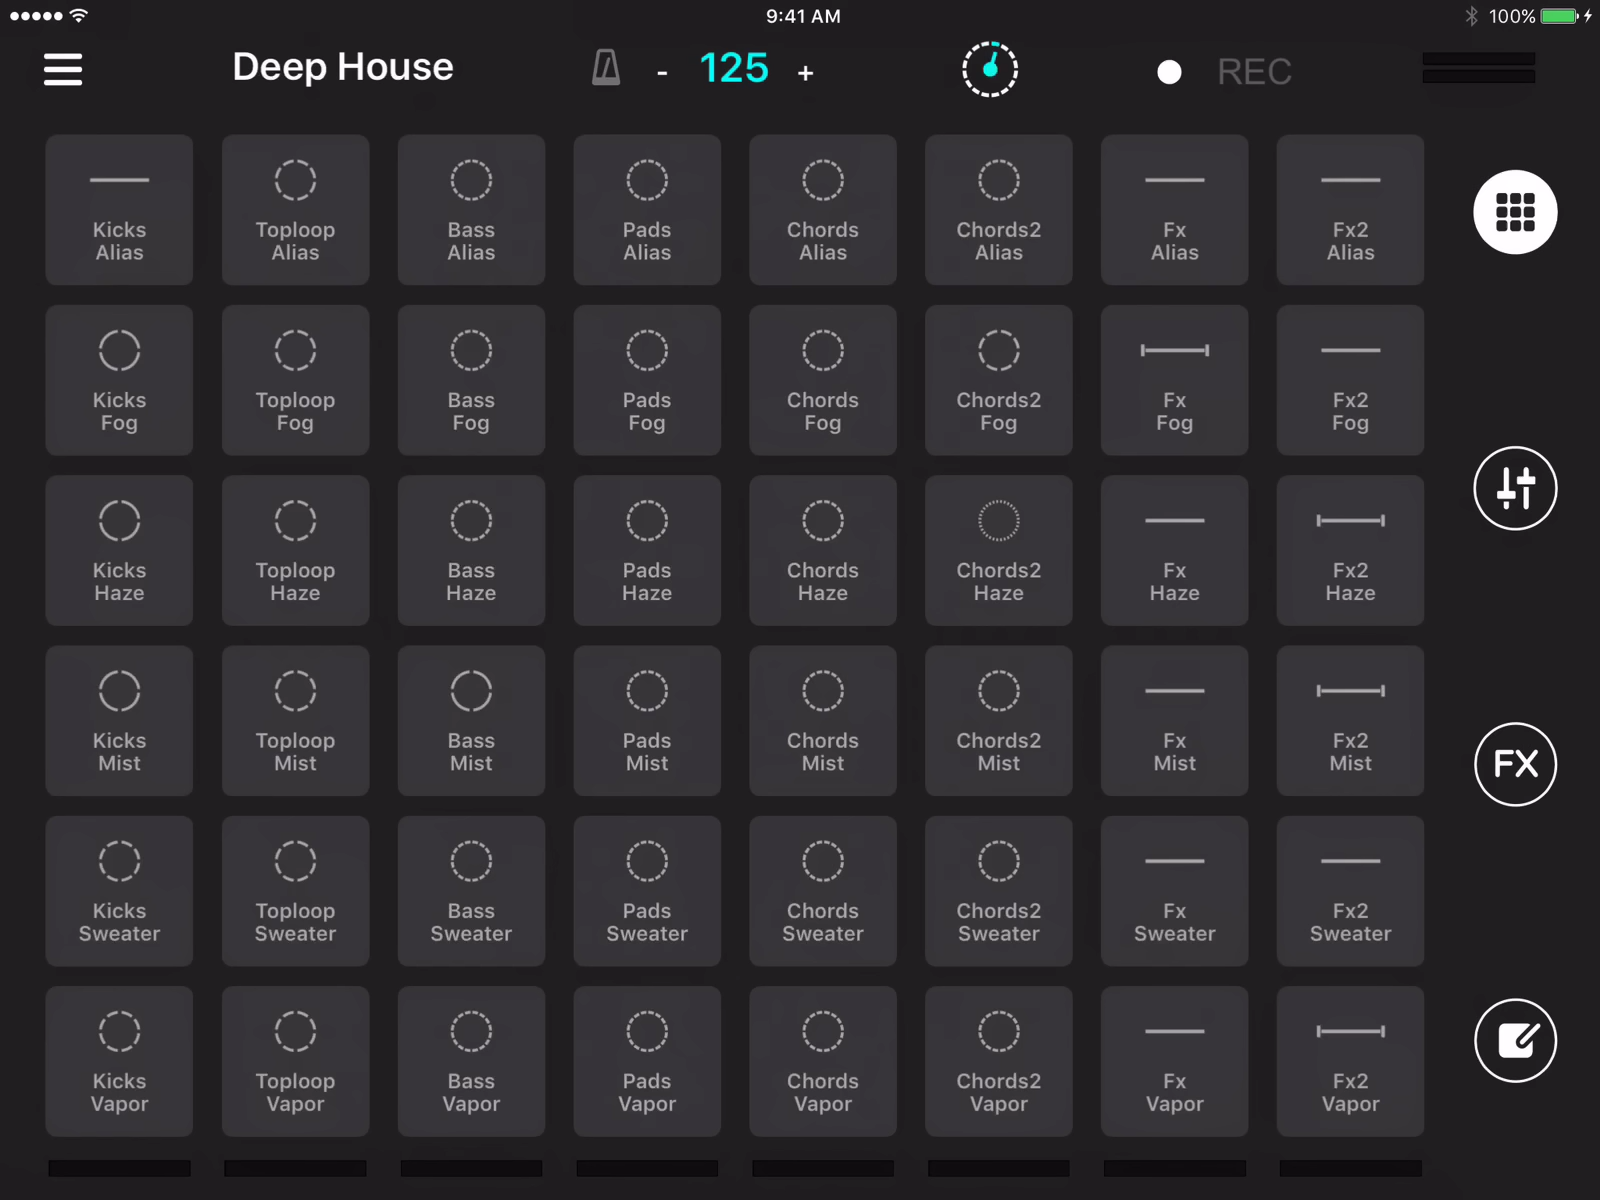 9:41 AM
100%
Deep House
- 125 +
REC
Kicks Alias
Toploop Alias
Bass Alias
Pads Alias
Chords Alias
Chords2 Alias
Fx Alias
Fx2 Alias
Kicks Fog
Toploop Fog
Bass Fog
Pads Fog
Chords Fog
Chords2 Fog
Fx Fog
Fx2 Fog
Kicks Haze
Toploop Haze
Bass Haze
Pads Haze
Chords Haze
Chords2 Haze
Fx Haze
Fx2 Haze
Kicks Mist
Toploop Mist
Bass Mist
Pads Mist
Chords Mist
Chords2 Mist
Fx Mist
Fx2 Mist
FX
Kicks Sweater
Toploop Sweater
Bass Sweater
Pads Sweater
Chords Sweater
Chords2 Sweater
Fx Sweater
Fx2 Sweater
Kicks Vapor
Toploop Vapor
Bass Vapor
Pads Vapor
Chords Vapor
Chords2 Vapor
Fx Vapor
Fx2 Vapor